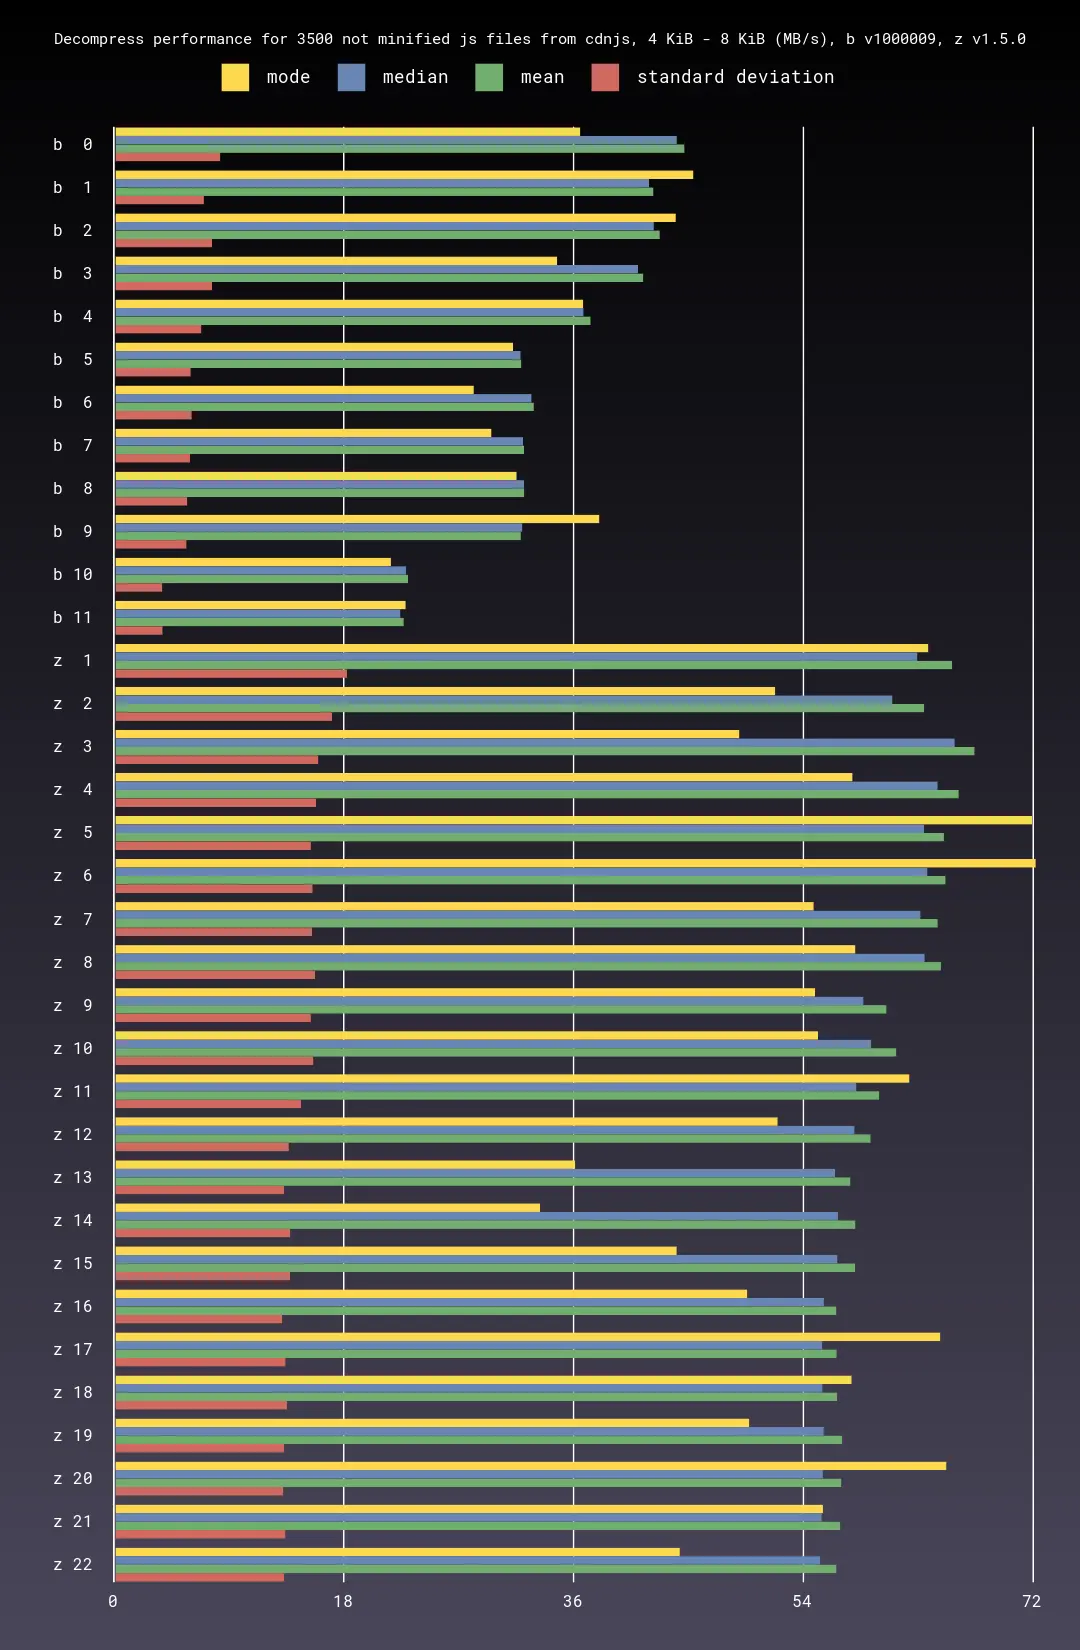 Decompress performance for 3500 not minified js files from cdnjs, 4 KiB - 8 KiB (MB/s), b v1000009, z v1.5.0
mode median mean standard deviation
b 0
b 1
b 2
b 3
b 4
b 5
b 6
b 7
b 8
b 9
b 10
b 11
z 1
z 2
z 3
z 4
z 5
z 6
z 7
z 8
z 9
z 10
z 11
z 12
z 13
z 14
z 15
z 16
z 17
z 18
z 19
z 20
z 21
z 22
0 18 36 54 72